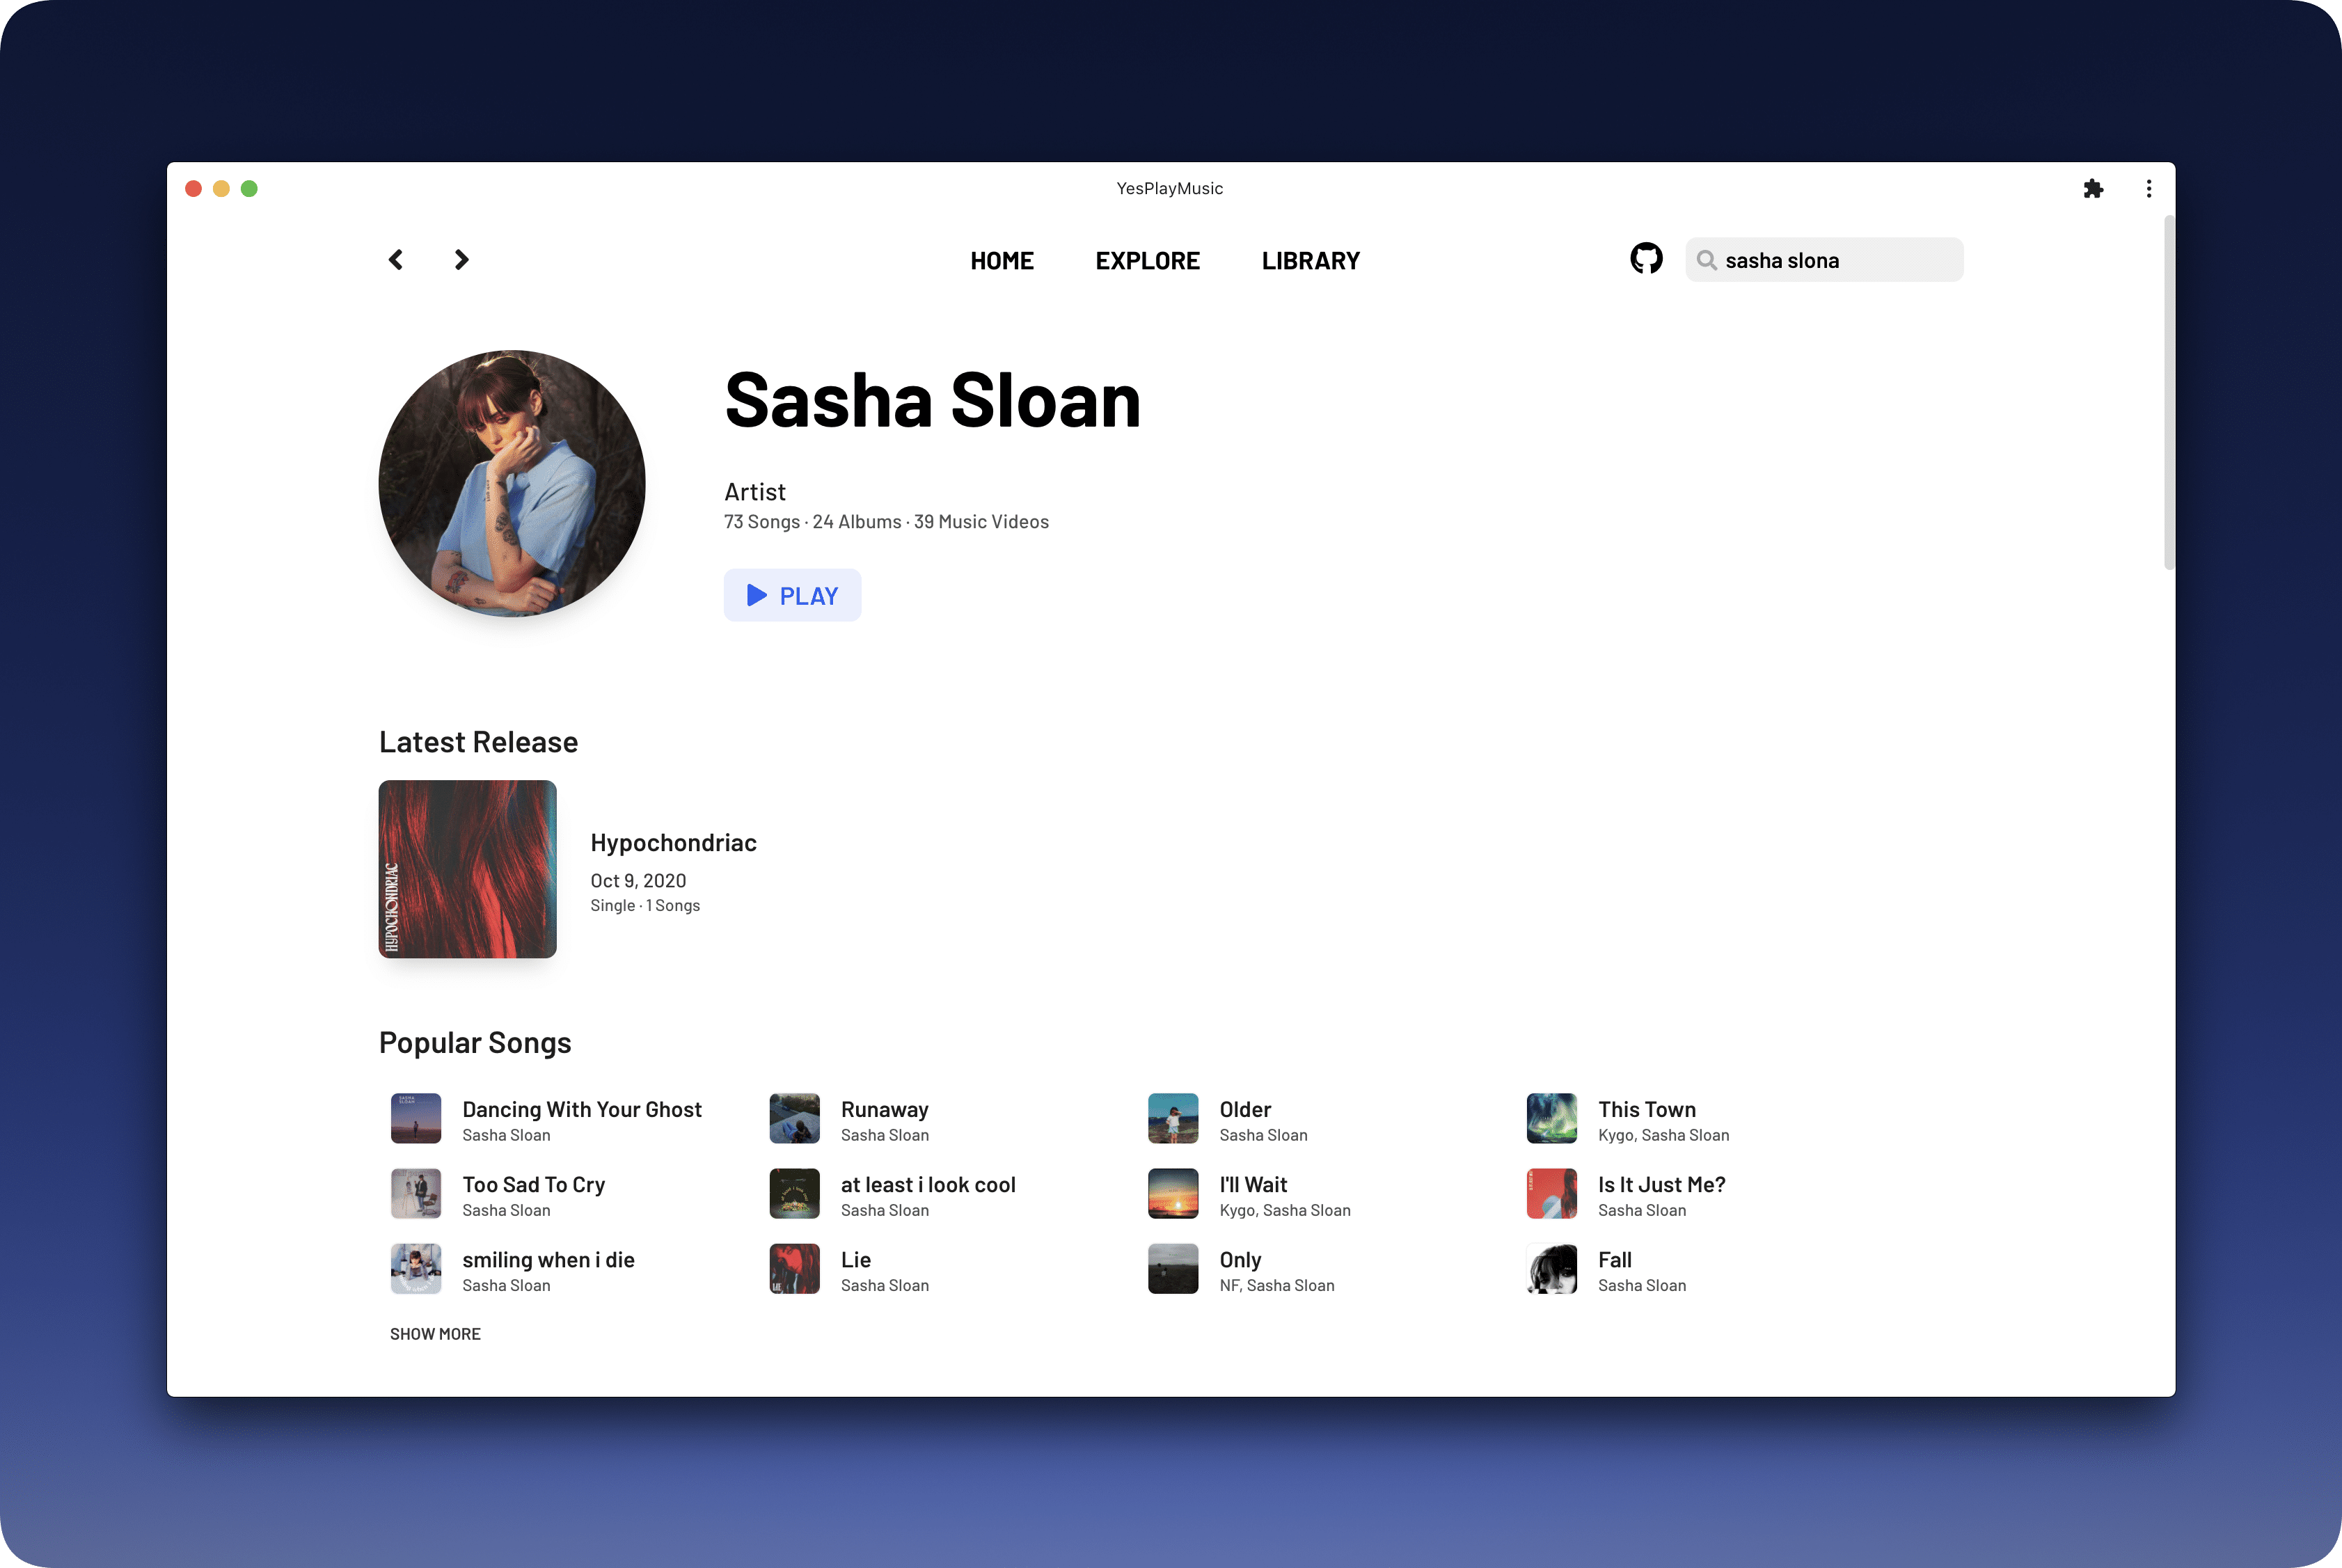 YesPlayMusic
HOME EXPLORE LIBRARY sasha slona
Sasha Sloan
Artist
73 Songs · 24 Albums · 39 Music Videos
PLAY
Latest Release
HYPOCHONDRIAC
Hypochondriac
Oct 9, 2020
Single · 1 Songs
Popular Songs
Dancing With Your Ghost
Sasha Sloan
Runaway
Sasha Sloan
Older
Sasha Sloan
This Town
Kygo, Sasha Sloan
Too Sad To Cry
Sasha Sloan
at least i look cool
Sasha Sloan
I'll Wait
Kygo, Sasha Sloan
Is It Just Me?
Sasha Sloan
smiling when i die
Sasha Sloan
Lie
Sasha Sloan
Only
NF, Sasha Sloan
Fall
Sasha Sloan
SHOW MORE